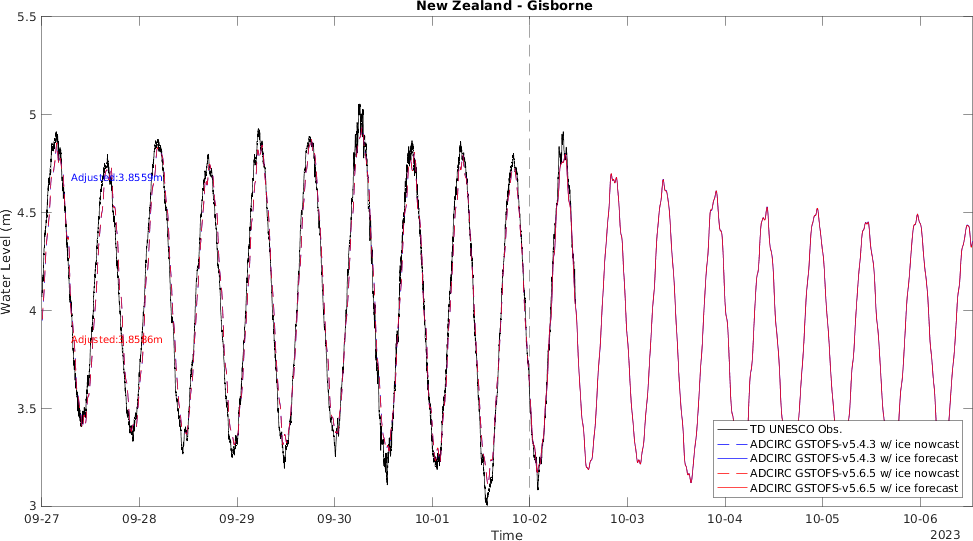 New Zealand - Gisborne
5.5
5
4.5
4
3.5
3
Water Level (m)
Adjusted:3.8559m
Adjusted:3.8586m
TD UNESCO Obs.
ADCIRC GSTOFS-v5.4.3 w/ ice nowcast
ADCIRC GSTOFS-v5.4.3 w/ ice forecast
ADCIRC GSTOFS-v5.6.5 w/ ice nowcast
ADCIRC GSTOFS-v5.6.5 w/ ice forecast
09-27 09-28 09-29 09-30 10-01 10-02 10-03 10-04 10-05 10-06
Time
2023